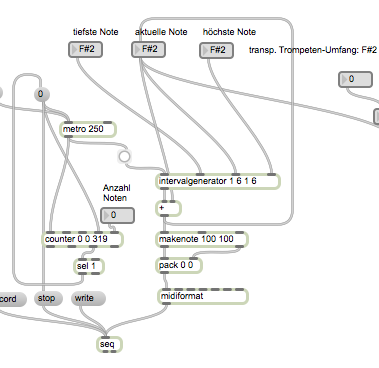 tiefste Note
aktuelle Note
höchste Note
F#2
F#2
F#2
transp. Trompeten-Umfang: F#2
0
0
metro 250
Anzahl
Noten
0
intervalgenerator 1 6 1 6
+
counter 0 0 319
makenote 100 100
sel 1
pack 0 0
cord
stop
write
midiformat
seq